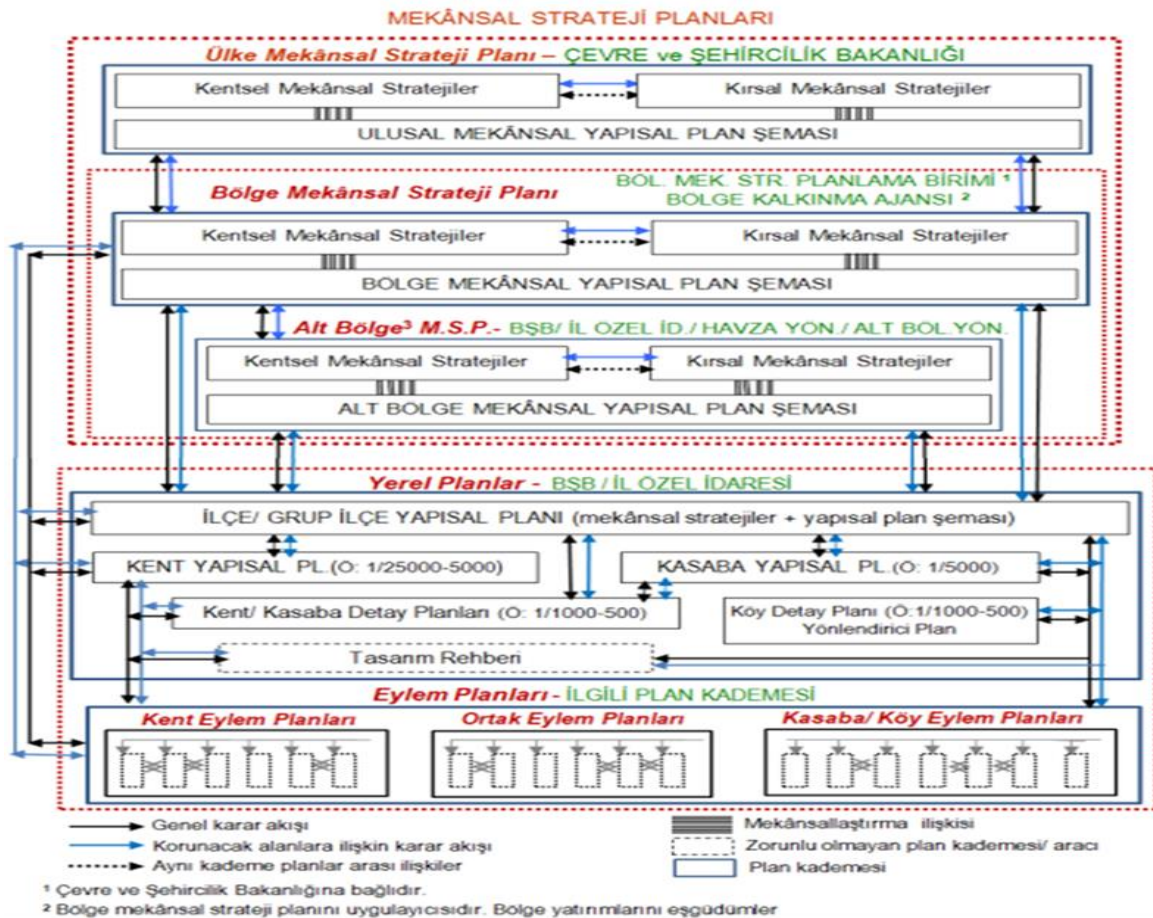 MEKÂNSAL STRATEJİ PLANLARI
Ülke Mekânsal Strateji Planı – ÇEVRE ve ŞEHİRCİLİK BAKANLIĞI
Kentsel Mekânsal Stratejiler
Kırsal Mekânsal Stratejiler
ULUSAL MEKÂNSAL YAPISAL PLAN ŞEMASI
Bölge Mekânsal Strateji Planı
BÖL. MEK. STR. PLANLAMA BİRİMİ ¹
BÖLGE KALKINMA AJANSI ²
Kentsel Mekânsal Stratejiler
Kırsal Mekânsal Stratejiler
BÖLGE MEKÂNSAL YAPISAL PLAN ŞEMASI
Alt Bölge³ M.S.P.- BŞB/ İL ÖZEL İD./ HAVZA YÖN./ ALT BÖL.YÖN.
Kentsel Mekânsal Stratejiler
Kırsal Mekânsal Stratejiler
ALT BÖLGE MEKÂNSAL YAPISAL PLAN ŞEMASI
Yerel Planlar - BŞB / İL ÖZEL İDARESİ
İLÇE/ GRUP İLÇE YAPISAL PLANI (mekânsal stratejiler + yapısal plan şeması)
KENT YAPISAL PL.(Ö: 1/25000-5000)
KASABA YAPISAL PL.(Ö: 1/5000)
Kent/ Kasaba Detay Planları (Ö: 1/1000-500)
Köy Detay Planı (Ö:1/1000-500)
Yönlendirici Plan
Tasarım Rehberi
Eylem Planları - İLGİLİ PLAN KADEMESİ
Kent Eylem Planları
Ortak Eylem Planları
Kasaba/ Köy Eylem Planları
Genel karar akışı
Korunacak alanlara ilişkin karar akışı
Aynı kademe planlar arası ilişkiler
Mekânsallaştırma ilişkisi
Zorunlu olmayan plan kademesi/ aracı
Plan kademesi
¹ Çevre ve Şehircilik Bakanlığına bağlıdır.
² Bölge mekânsal strateji planını uygulayıcısıdır. Bölge yatırımlarını eşgüdümler